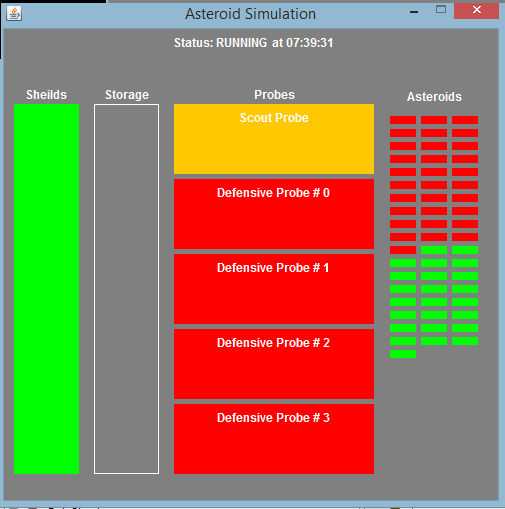 Asteroid Simulation
Status: RUNNING at 07:39:31
Sheilds
Storage
Probes
Asteroids
Scout Probe
Defensive Probe # 0
Defensive Probe # 1
Defensive Probe # 2
Defensive Probe # 3